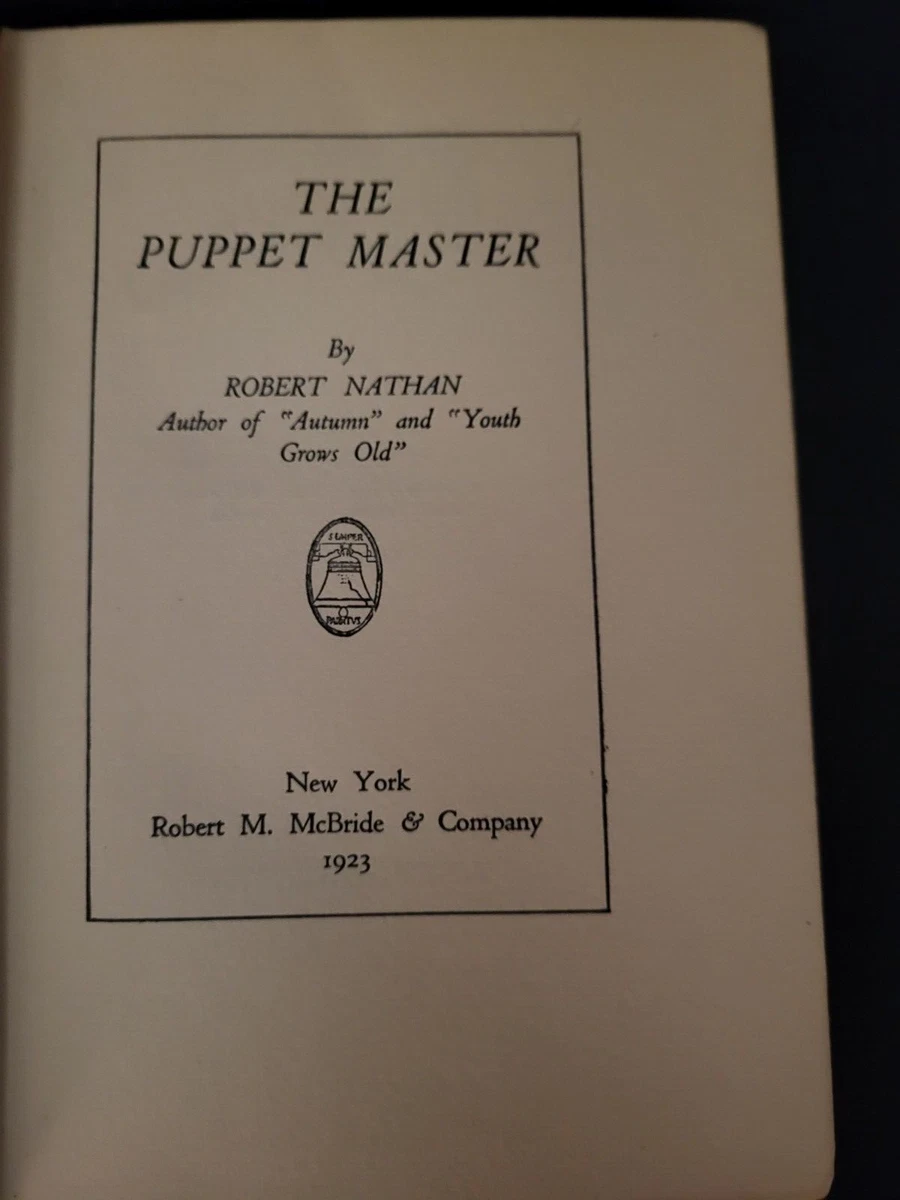 THE
PUPPET MASTER
By
ROBERT NATHAN
Author of "Autumn" and "Youth
Grows Old"
SEMPER
New York
Robert M. McBride & Company
1923